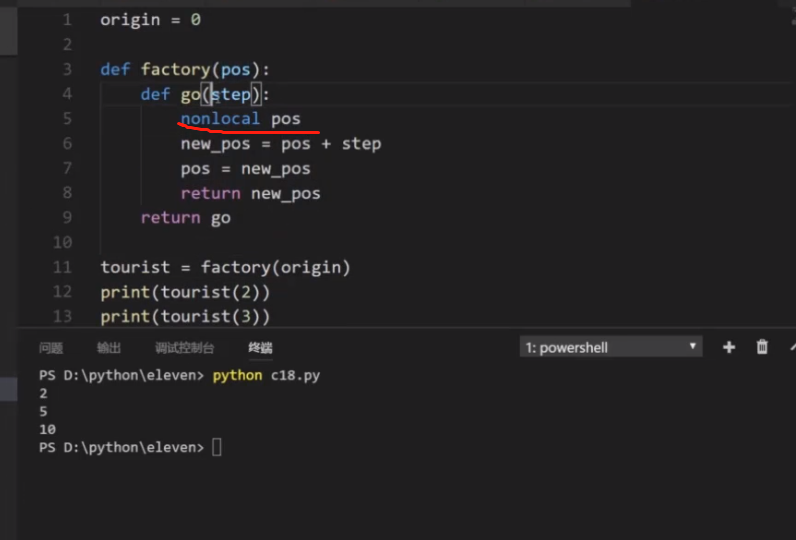 1 origin = 0
2
3 def factory(pos):
4     def go(step):
5         nonlocal pos
6         new_pos = pos + step
7         pos = new_pos
8         return new_pos
9     return go
10
11 tourist = factory(origin)
12 print(tourist(2))
13 print(tourist(3))
问题 输出 调试控制台 终端 1: powershell
PS D:\python\eleven> python c18.py
2
5
10
PS D:\python\eleven>